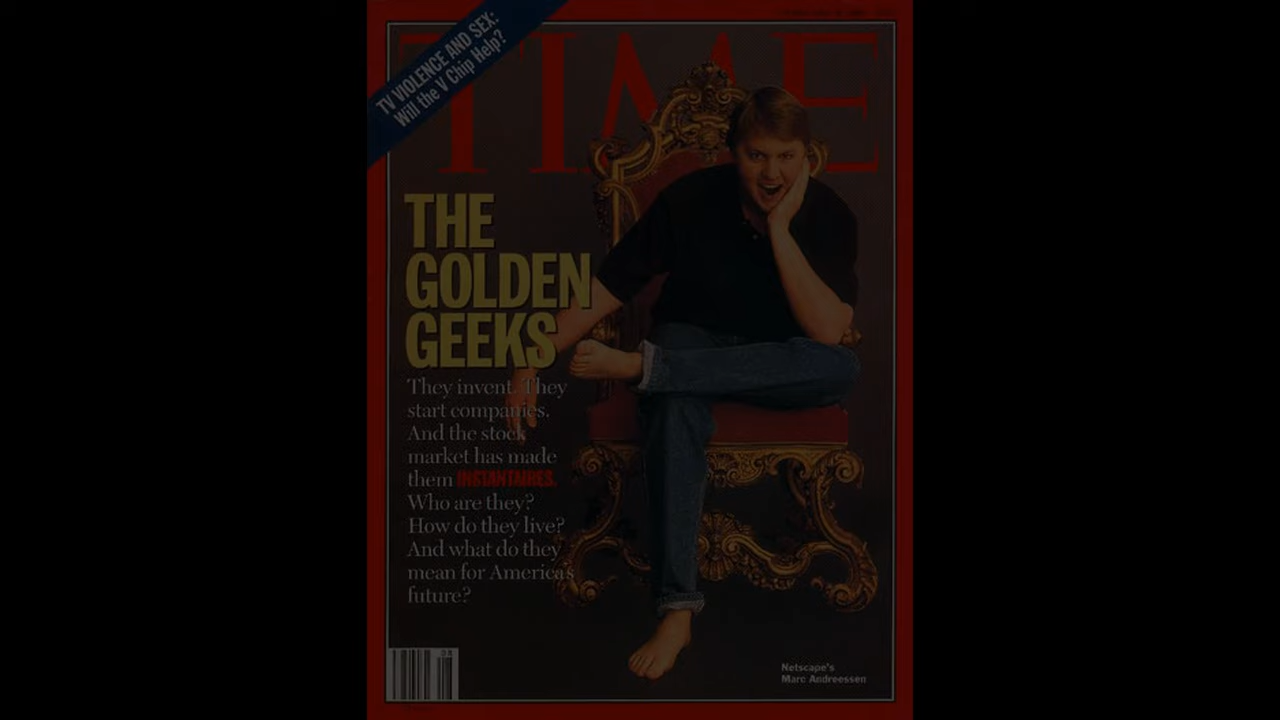 TV VIOLENCE AND SEX:
Will the V Chip Help?
TIME
THE
GOLDEN
GEEKS
They invent. They
start companies.
And the stock
market has made
them INSTANTAIRES.
Who are they?
How do they live?
And what do they
mean for America's
future?
Netscape's
Marc Andreessen